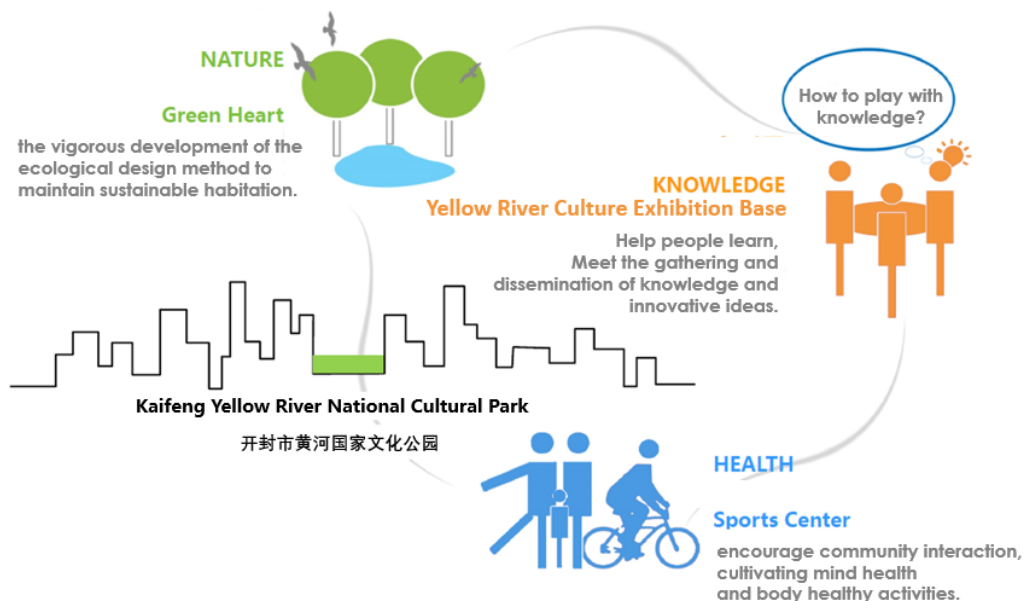 NATURE
Green Heart
the vigorous development of the
ecological design method to
maintain sustainable habitation.
How to play with
knowledge?
KNOWLEDGE
Yellow River Culture Exhibition Base
Help people learn,
Meet the gathering and
dissemination of knowledge and
innovative ideas.
Kaifeng Yellow River National Cultural Park
开封市黄河国家文化公园
HEALTH
Sports Center
encourage community interaction,
cultivating mind health
and body healthy activities.